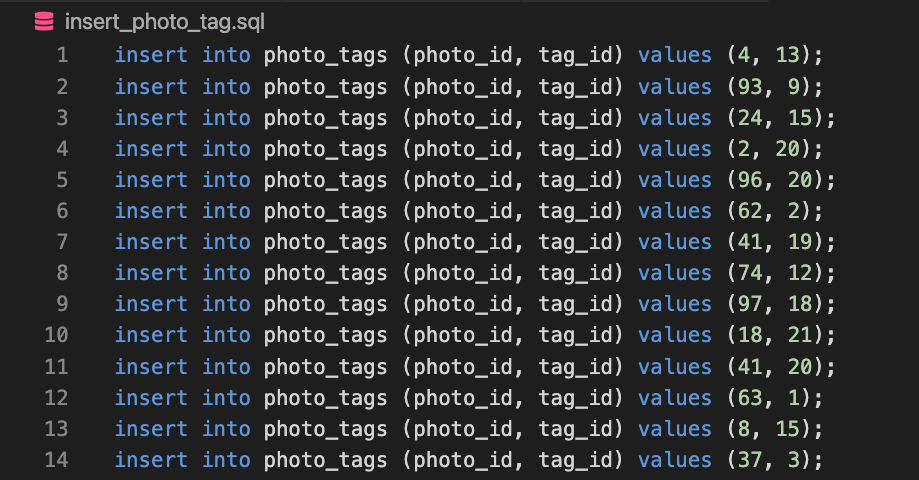 insert_photo_tag.sql
1 insert into photo_tags (photo_id, tag_id) values (4, 13);
2 insert into photo_tags (photo_id, tag_id) values (93, 9);
3 insert into photo_tags (photo_id, tag_id) values (24, 15);
4 insert into photo_tags (photo_id, tag_id) values (2, 20);
5 insert into photo_tags (photo_id, tag_id) values (96, 20);
6 insert into photo_tags (photo_id, tag_id) values (62, 2);
7 insert into photo_tags (photo_id, tag_id) values (41, 19);
8 insert into photo_tags (photo_id, tag_id) values (74, 12);
9 insert into photo_tags (photo_id, tag_id) values (97, 18);
10 insert into photo_tags (photo_id, tag_id) values (18, 21);
11 insert into photo_tags (photo_id, tag_id) values (41, 20);
12 insert into photo_tags (photo_id, tag_id) values (63, 1);
13 insert into photo_tags (photo_id, tag_id) values (8, 15);
14 insert into photo_tags (photo_id, tag_id) values (37, 3);